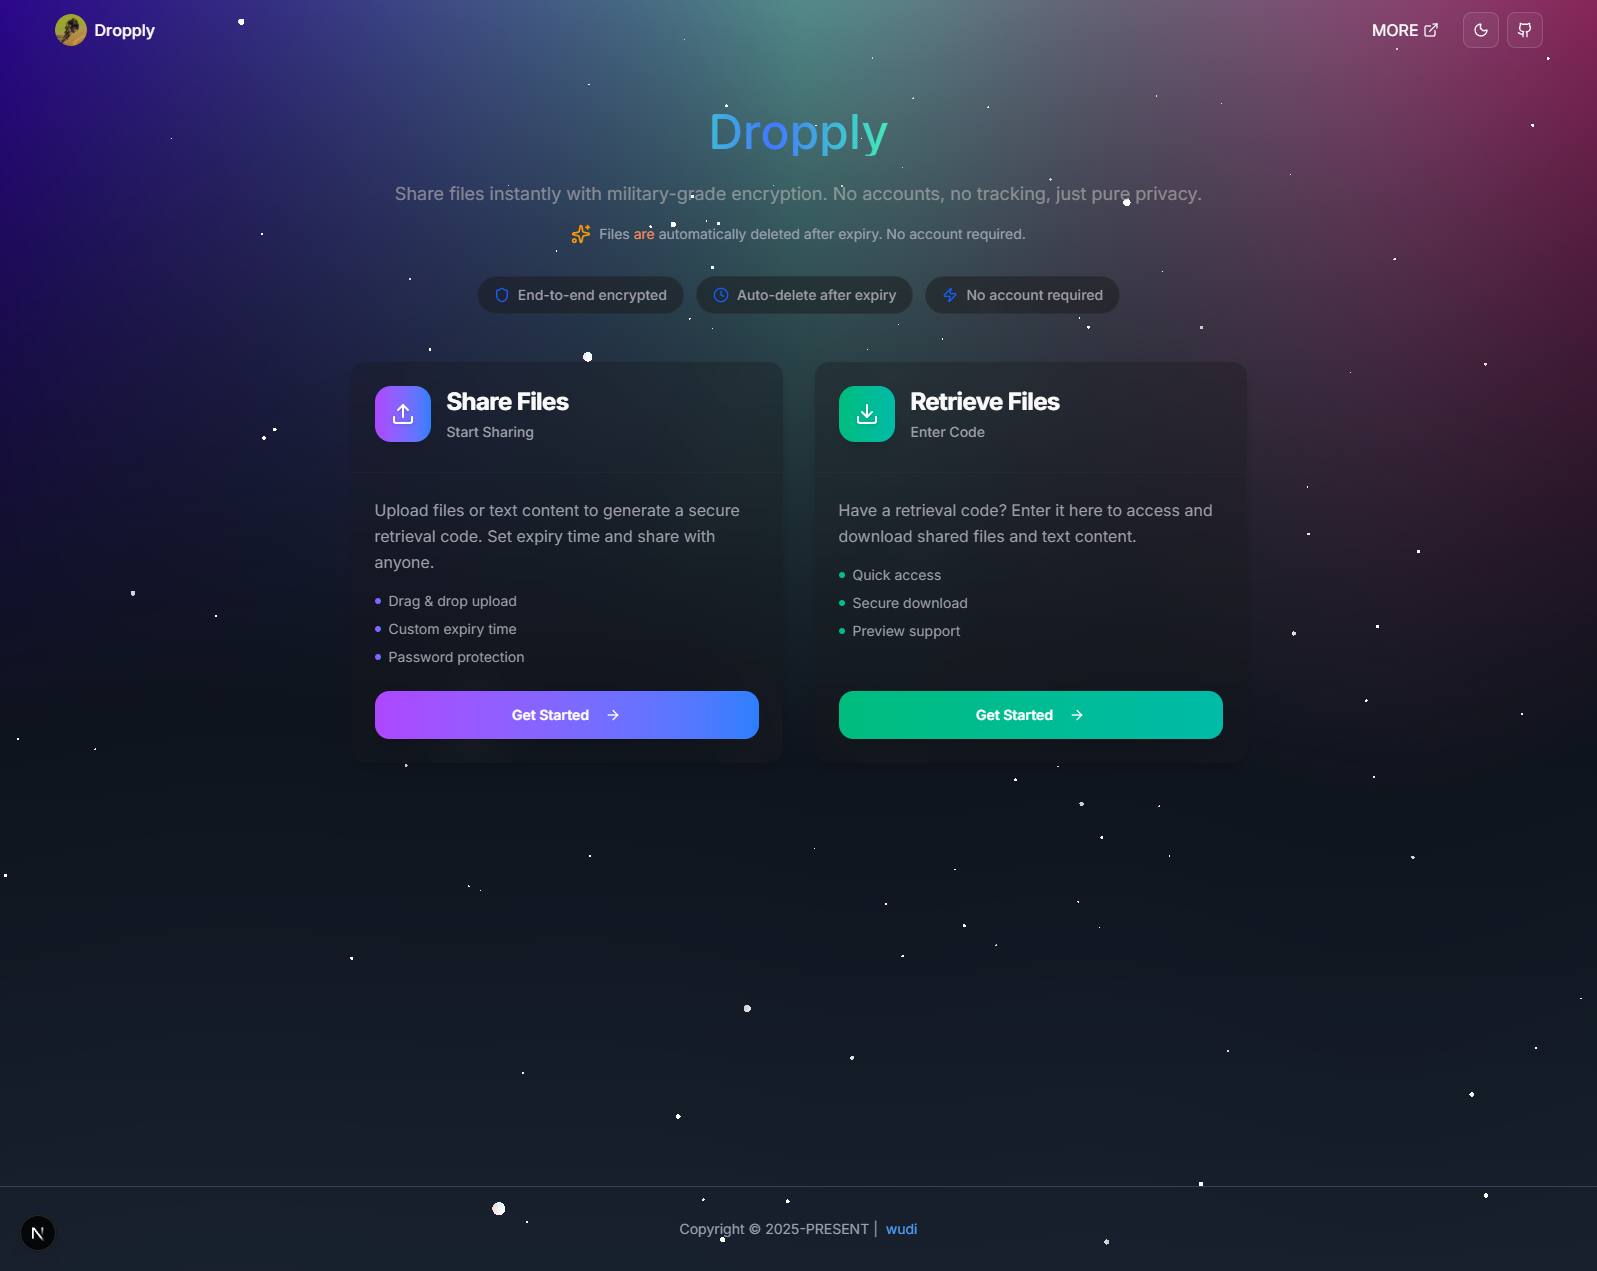 Dropply
MORE
Dropply
Share files instantly with military-grade encryption. No accounts, no tracking, just pure privacy.
Files are automatically deleted after expiry. No account required.
End-to-end encrypted
Auto-delete after expiry
No account required
Share Files
Start Sharing
Upload files or text content to generate a secure
retrieval code. Set expiry time and share with
anyone.
Drag & drop upload
Custom expiry time
Password protection
Get Started
Retrieve Files
Enter Code
Have a retrieval code? Enter it here to access and
download shared files and text content.
Quick access
Secure download
Preview support
Get Started
N
Copyright © 2025-PRESENT | wudi